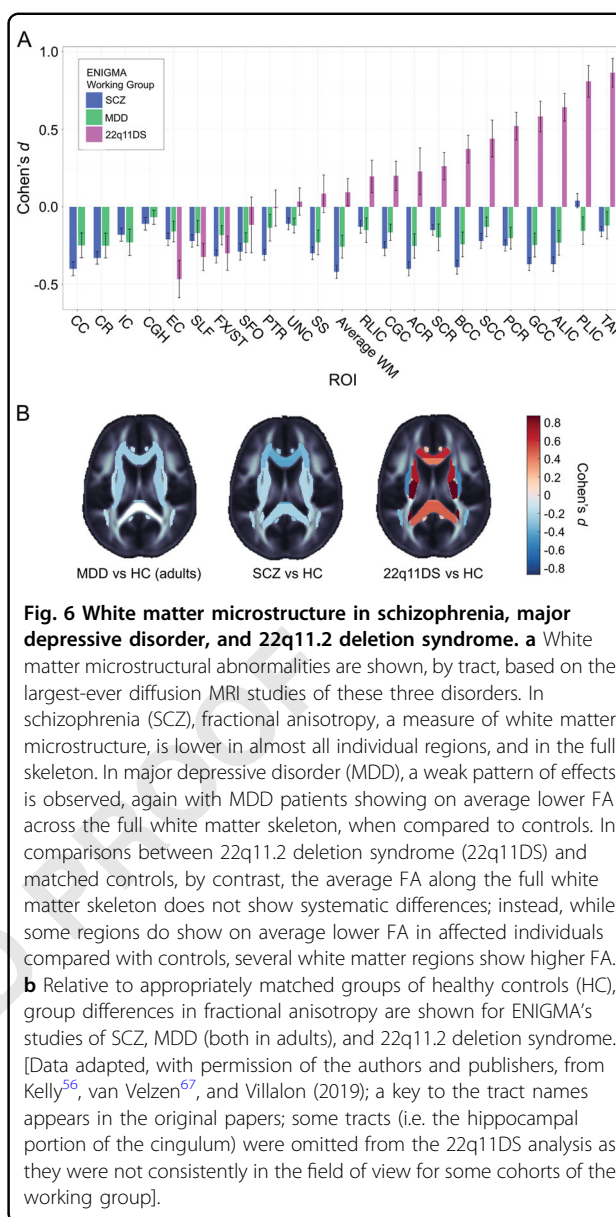 A
1.0
0.5
0.0
-0.5
Cohen's d
ENIGMA
Working Group
SCZ
MDD
22q11DS
CC
CR
IC
CGH
EC
SLF
FX/ST
SFO
PTR
UNC
SS
Average WM
RLIC
CGC
ACR
SCR
BCC
SCC
PCR
GCC
ALIC
PLIC
TAP
ROI
B
MDD vs HC (adults)
SCZ vs HC
22q11DS vs HC
0.8
0.6
0.4
0.2
0
-0.2
-0.4
-0.6
-0.8
Cohen's d
Fig. 6 White matter microstructure in schizophrenia, major
depressive disorder, and 22q11.2 deletion syndrome. a White
matter microstructural abnormalities are shown, by tract, based on the
largest-ever diffusion MRI studies of these three disorders. In
schizophrenia (SCZ), fractional anisotropy, a measure of white matter
microstructure, is lower in almost all individual regions, and in the full
skeleton. In major depressive disorder (MDD), a weak pattern of effects
is observed, again with MDD patients showing on average lower FA
across the full white matter skeleton, when compared to controls. In
comparisons between 22q11.2 deletion syndrome (22q11DS) and
matched controls, by contrast, the average FA along the full white
matter skeleton does not show systematic differences; instead, while
some regions do show on average lower FA in affected individuals
compared with controls, several white matter regions show higher FA.
b Relative to appropriately matched groups of healthy controls (HC),
group differences in fractional anisotropy are shown for ENIGMA's
studies of SCZ, MDD (both in adults), and 22q11.2 deletion syndrome.
[Data adapted, with permission of the authors and publishers, from
Kelly56, van Velzen67, and Villalon (2019); a key to the tract names
appears in the original papers; some tracts (i.e. the hippocampal
portion of the cingulum) were omitted from the 22q11DS analysis as
they were not consistently in the field of view for some cohorts of the
working group].
PROOF